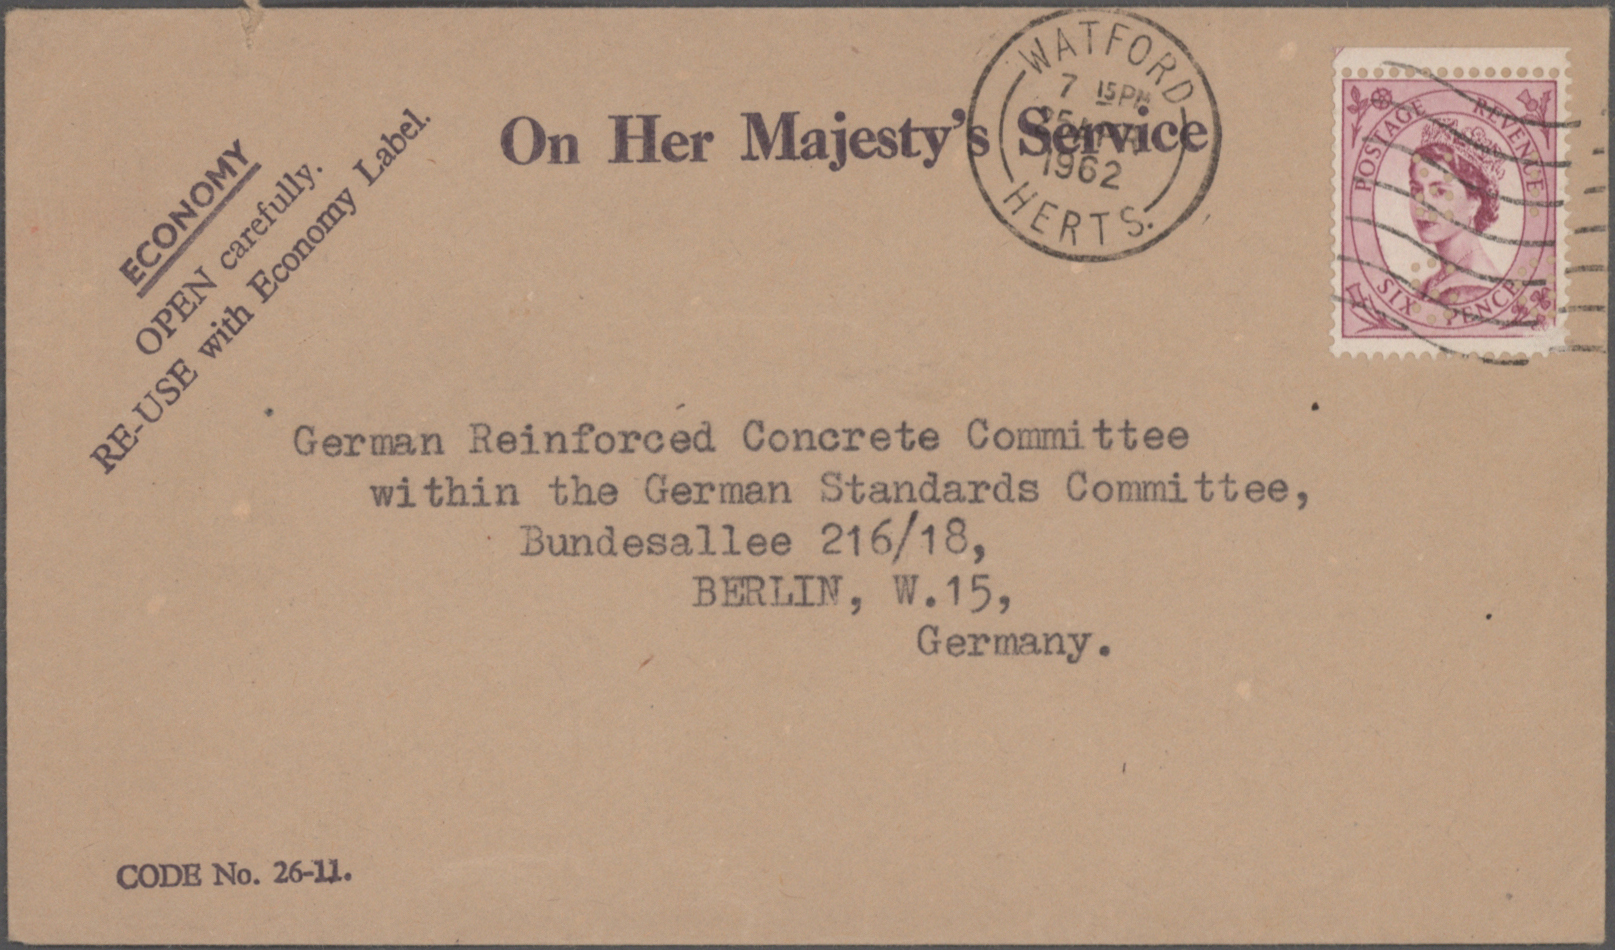 ECONOMY
OPEN carefully.
RE-USE with Economy Label.
On Her Majesty's Service
WATFORD
7 15PM
1962
HERTS.
POSTAGE REVENUE
SIX PENCE
German Reinforced Concrete Committee
within the German Standards Committee,
Bundesallee 216/18,
BERLIN, W.15,
Germany.
CODE No. 26-11.